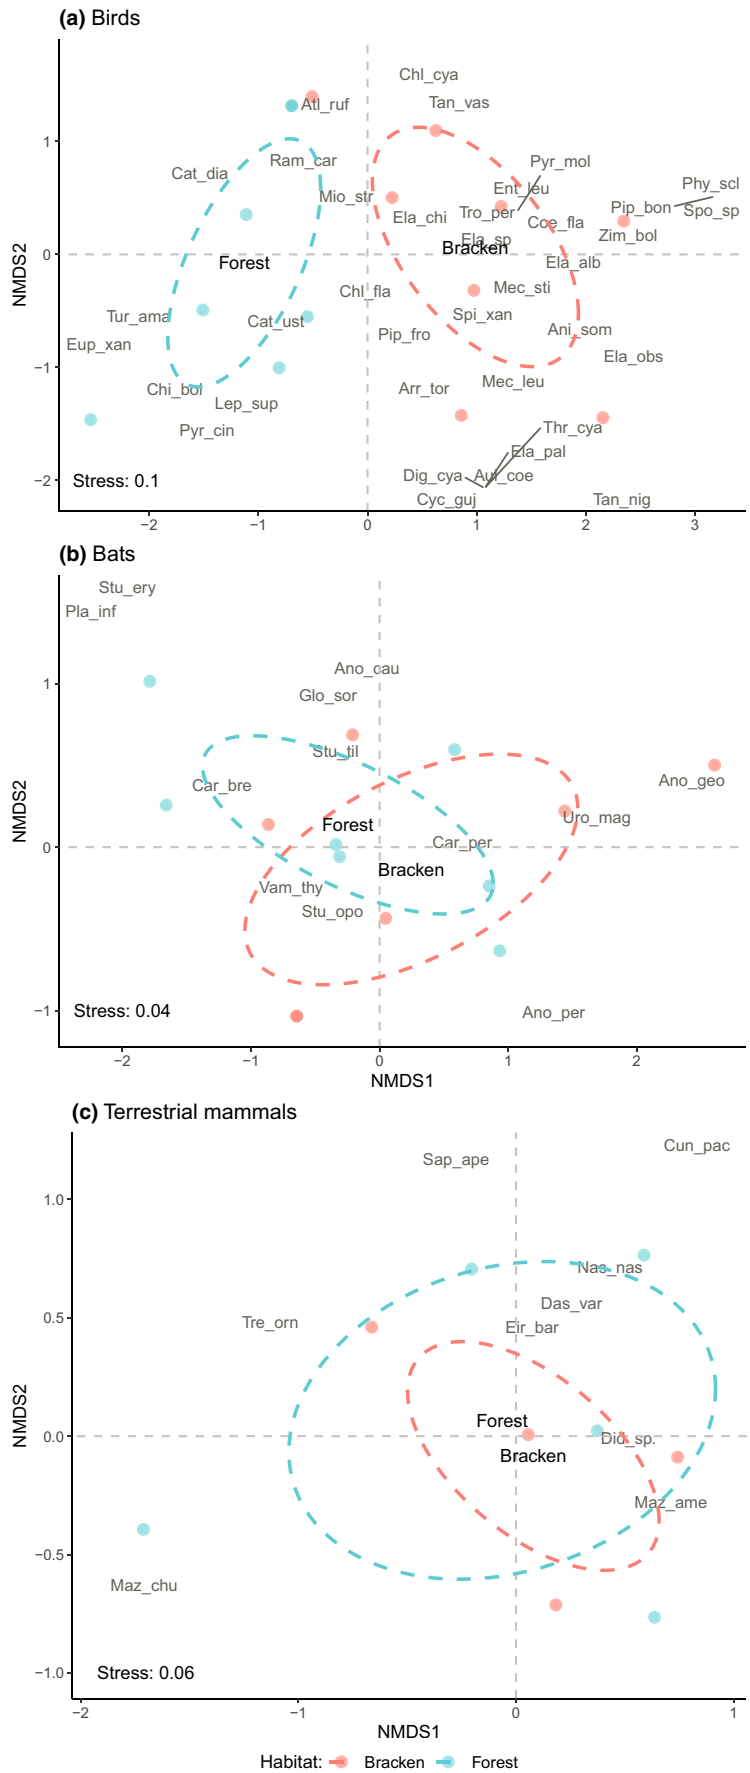 (a) Birds
Chl_cya
Tan_vas
Atl_ruf
Pyr_mol
Ram_car
Cat_dia
Phy_scl
Ent_leu
Mio_str
Pip_bon
Spo_sp
Tro_per
Ela_chi
Coe_fla
Zim_bol
Ela_sp
Bracken
Forest
Ela_alb
Chl_fla
Mec_sti
Tur_ama
Spi_xan
Cat_ust
Ani_som
Pip_fro
Eup_xan
Ela_obs
Mec_leu
Arr_tor
Chi_bol
Lep_sup
Thr_cya
Pyr_cin
Ela_pal
Dig_cya
Aul_coe
Stress: 0.1
Cyc_guj
Tan_nig
NMDS2
1
0
−1
−2
−2
−1
0
1
2
3
(b) Bats
Stu_ery
Pla_inf
Ano_cau
Glo_sor
Stu_til
Ano_geo
Car_bre
Uro_mag
Forest
Car_per
Bracken
Vam_thy
Stu_opo
Stress: 0.04
Ano_per
NMDS2
1
0
−1
−2
−1
0
1
2
NMDS1
(c) Terrestrial mammals
Cun_pac
Sap_ape
Nas_nas
Das_var
Tre_orn
Eir_bar
Forest
Did_sp.
Bracken
Maz_ame
Maz_chu
Stress: 0.06
NMDS2
1.0
0.5
0.0
−0.5
−1.0
−2
−1
0
1
NMDS1
Habitat: Bracken Forest